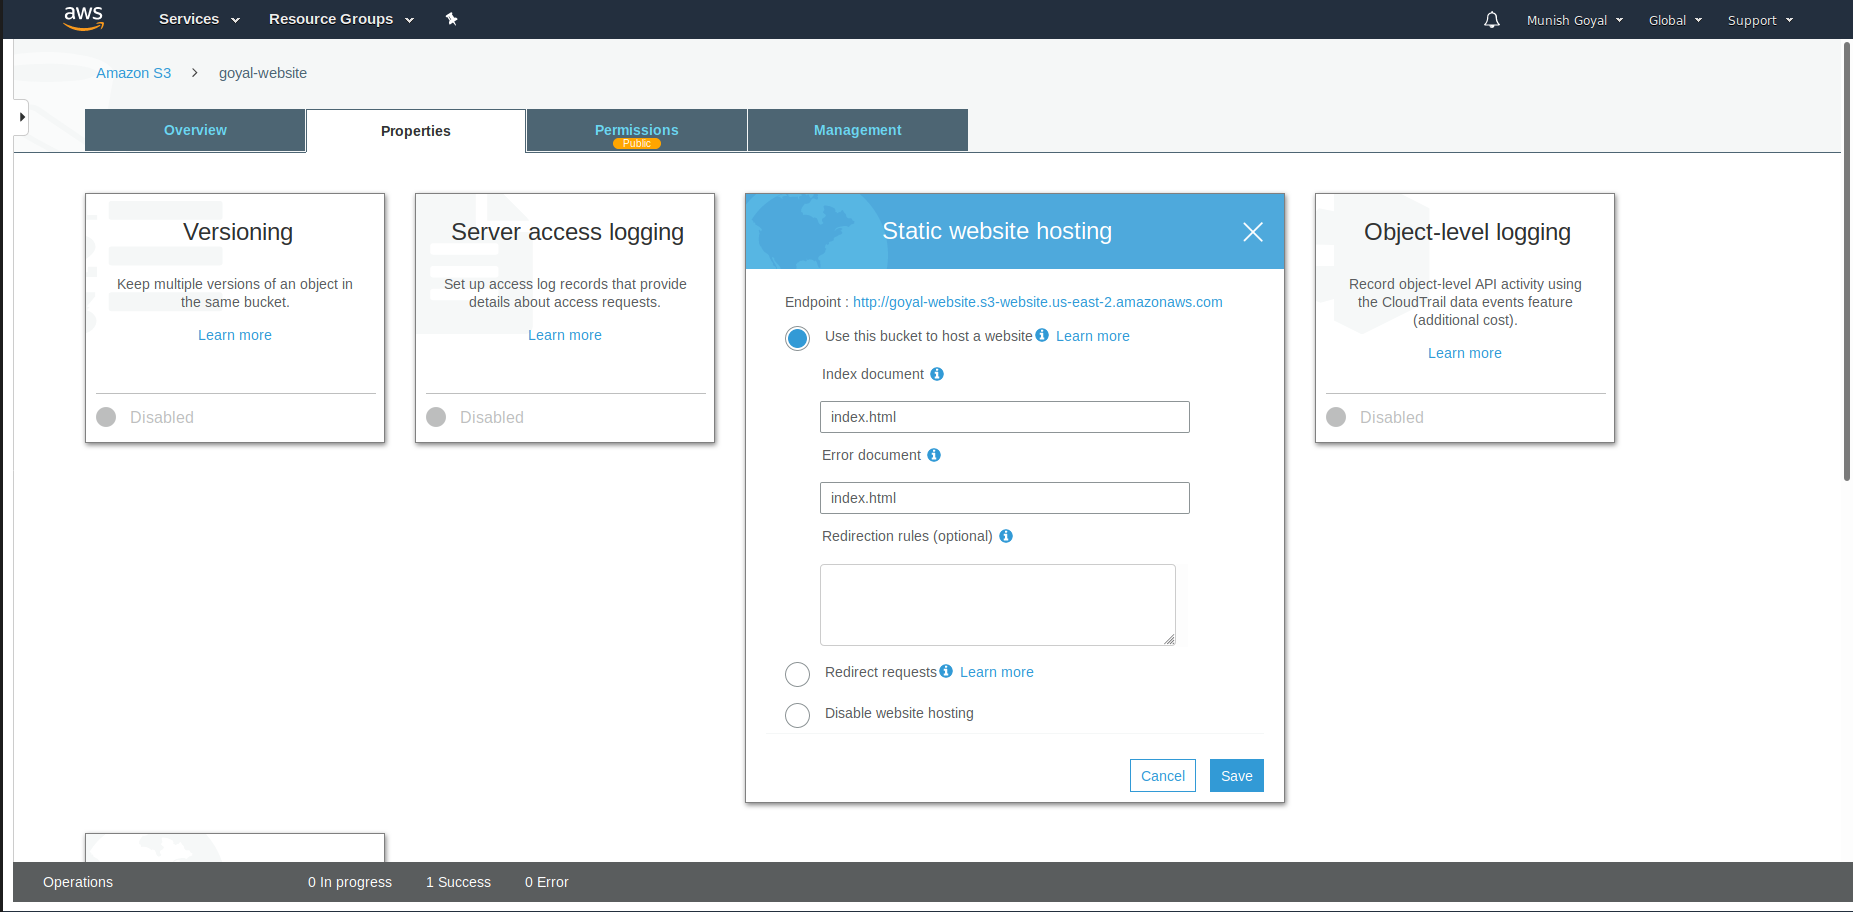 aws Services Resource Groups Munish Goyal Global Support
Amazon S3 goyal-website
Overview Properties Permissions Management
Public
Versioning
Keep multiple versions of an object in
the same bucket.
Learn more
Disabled
Server access logging
Set up access log records that provide
details about access requests.
Learn more
Disabled
Static website hosting
Endpoint : http://goyal-website.s3-website.us-east-2.amazonaws.com
Use this bucket to host a website Learn more
Index document
index.html
Error document
index.html
Redirection rules (optional)
Redirect requests Learn more
Disable website hosting
Cancel Save
Object-level logging
Record object-level API activity using
the CloudTrail data events feature
(additional cost).
Learn more
Disabled
Operations 0 In progress 1 Success 0 Error